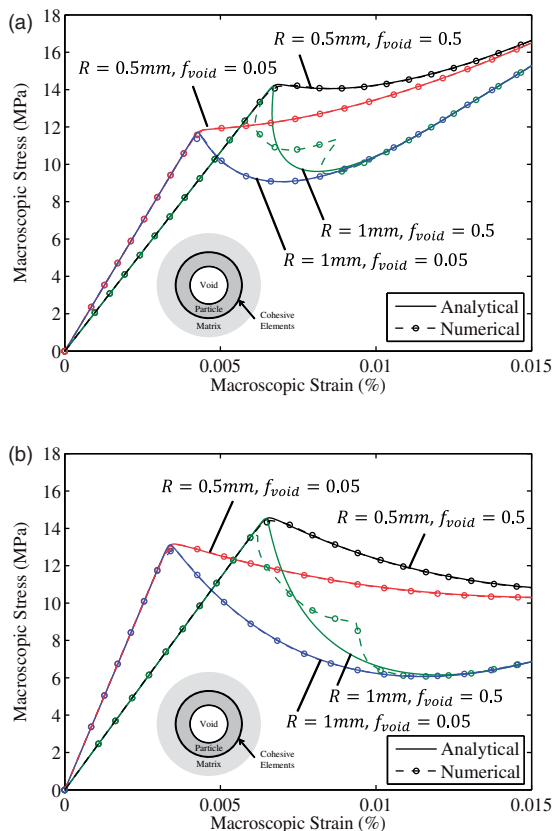 (a)
18
16
14
12
10
8
6
4
2
0
Macroscopic Stress (MPa)
R = 0.5mm, f_void = 0.5
R = 0.5mm, f_void = 0.05
R = 1mm, f_void = 0.5
R = 1mm, f_void = 0.05
Void
Particle
Matrix
Cohesive
Elements
Analytical
Numerical
0 0.005 0.01 0.015
Macroscopic Strain (%)
(b)
18
16
14
12
10
8
6
4
2
0
Macroscopic Stress (MPa)
R = 0.5mm, f_void = 0.05
R = 0.5mm, f_void = 0.5
R = 1mm, f_void = 0.5
R = 1mm, f_void = 0.05
Void
Particle
Matrix
Cohesive
Elements
Analytical
Numerical
0 0.005 0.01 0.015
Macroscopic Strain (%)